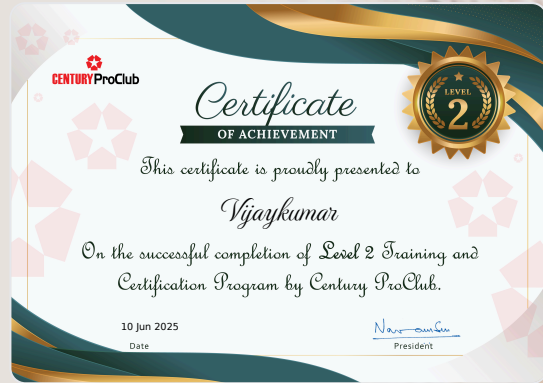 CENTURY ProClub
LEVEL
2
Certificate
OF ACHIEVEMENT
This certificate is proudly presented to
Vijaykumar
On the successful completion of Level 2 Training and
Certification Program by Century ProClub.
10 Jun 2025
Date
President